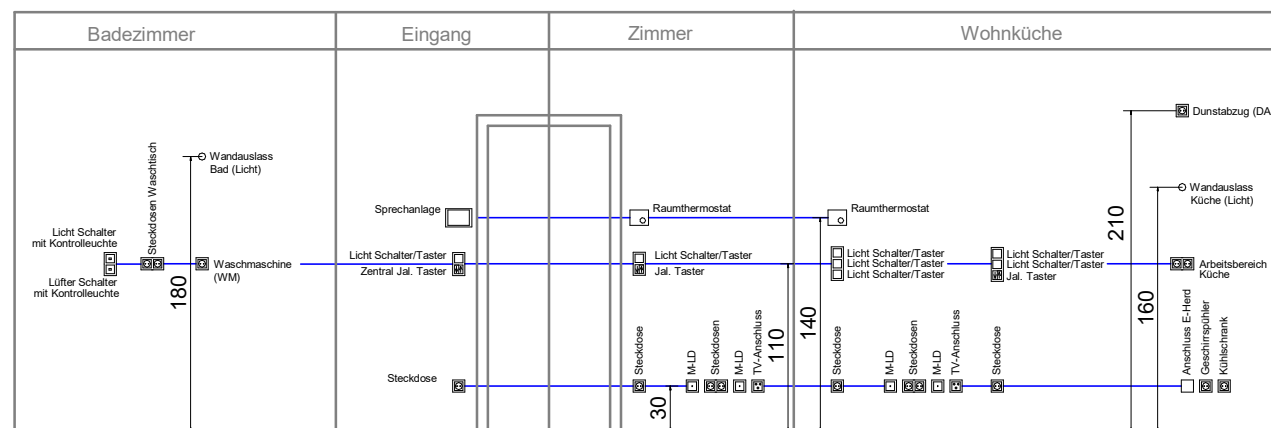 Badezimmer
Eingang
Zimmer
Wohnküche
Dunstabzug (DA
Wandauslass
Bad (Licht)
Steckdosen Waschtisch
Wandauslass
Küche (Licht)
Sprechanlage
Raumthermostat
Raumthermostat
210
Licht Schalter
mit Kontrolleuchte
Lüfter Schalter
mit Kontrolleuchte
Waschmaschine
(WM)
180
Licht Schalter/Taster
Zentral Jal. Taster
Licht Schalter/Taster
Jal. Taster
Licht Schalter/Taster
Licht Schalter/Taster
Licht Schalter/Taster
Licht Schalter/Taster
Licht Schalter/Taster
Jal. Taster
Arbeitsbereich
Küche
160
140
110
Steckdose
Steckdose
M-LD
Steckdosen
M-LD
TV-Anschluss
Steckdose
M-LD
Steckdosen
M-LD
TV-Anschluss
Steckdose
Anschluss E-Herd
Geschirrspühler
Kühlschrank
30